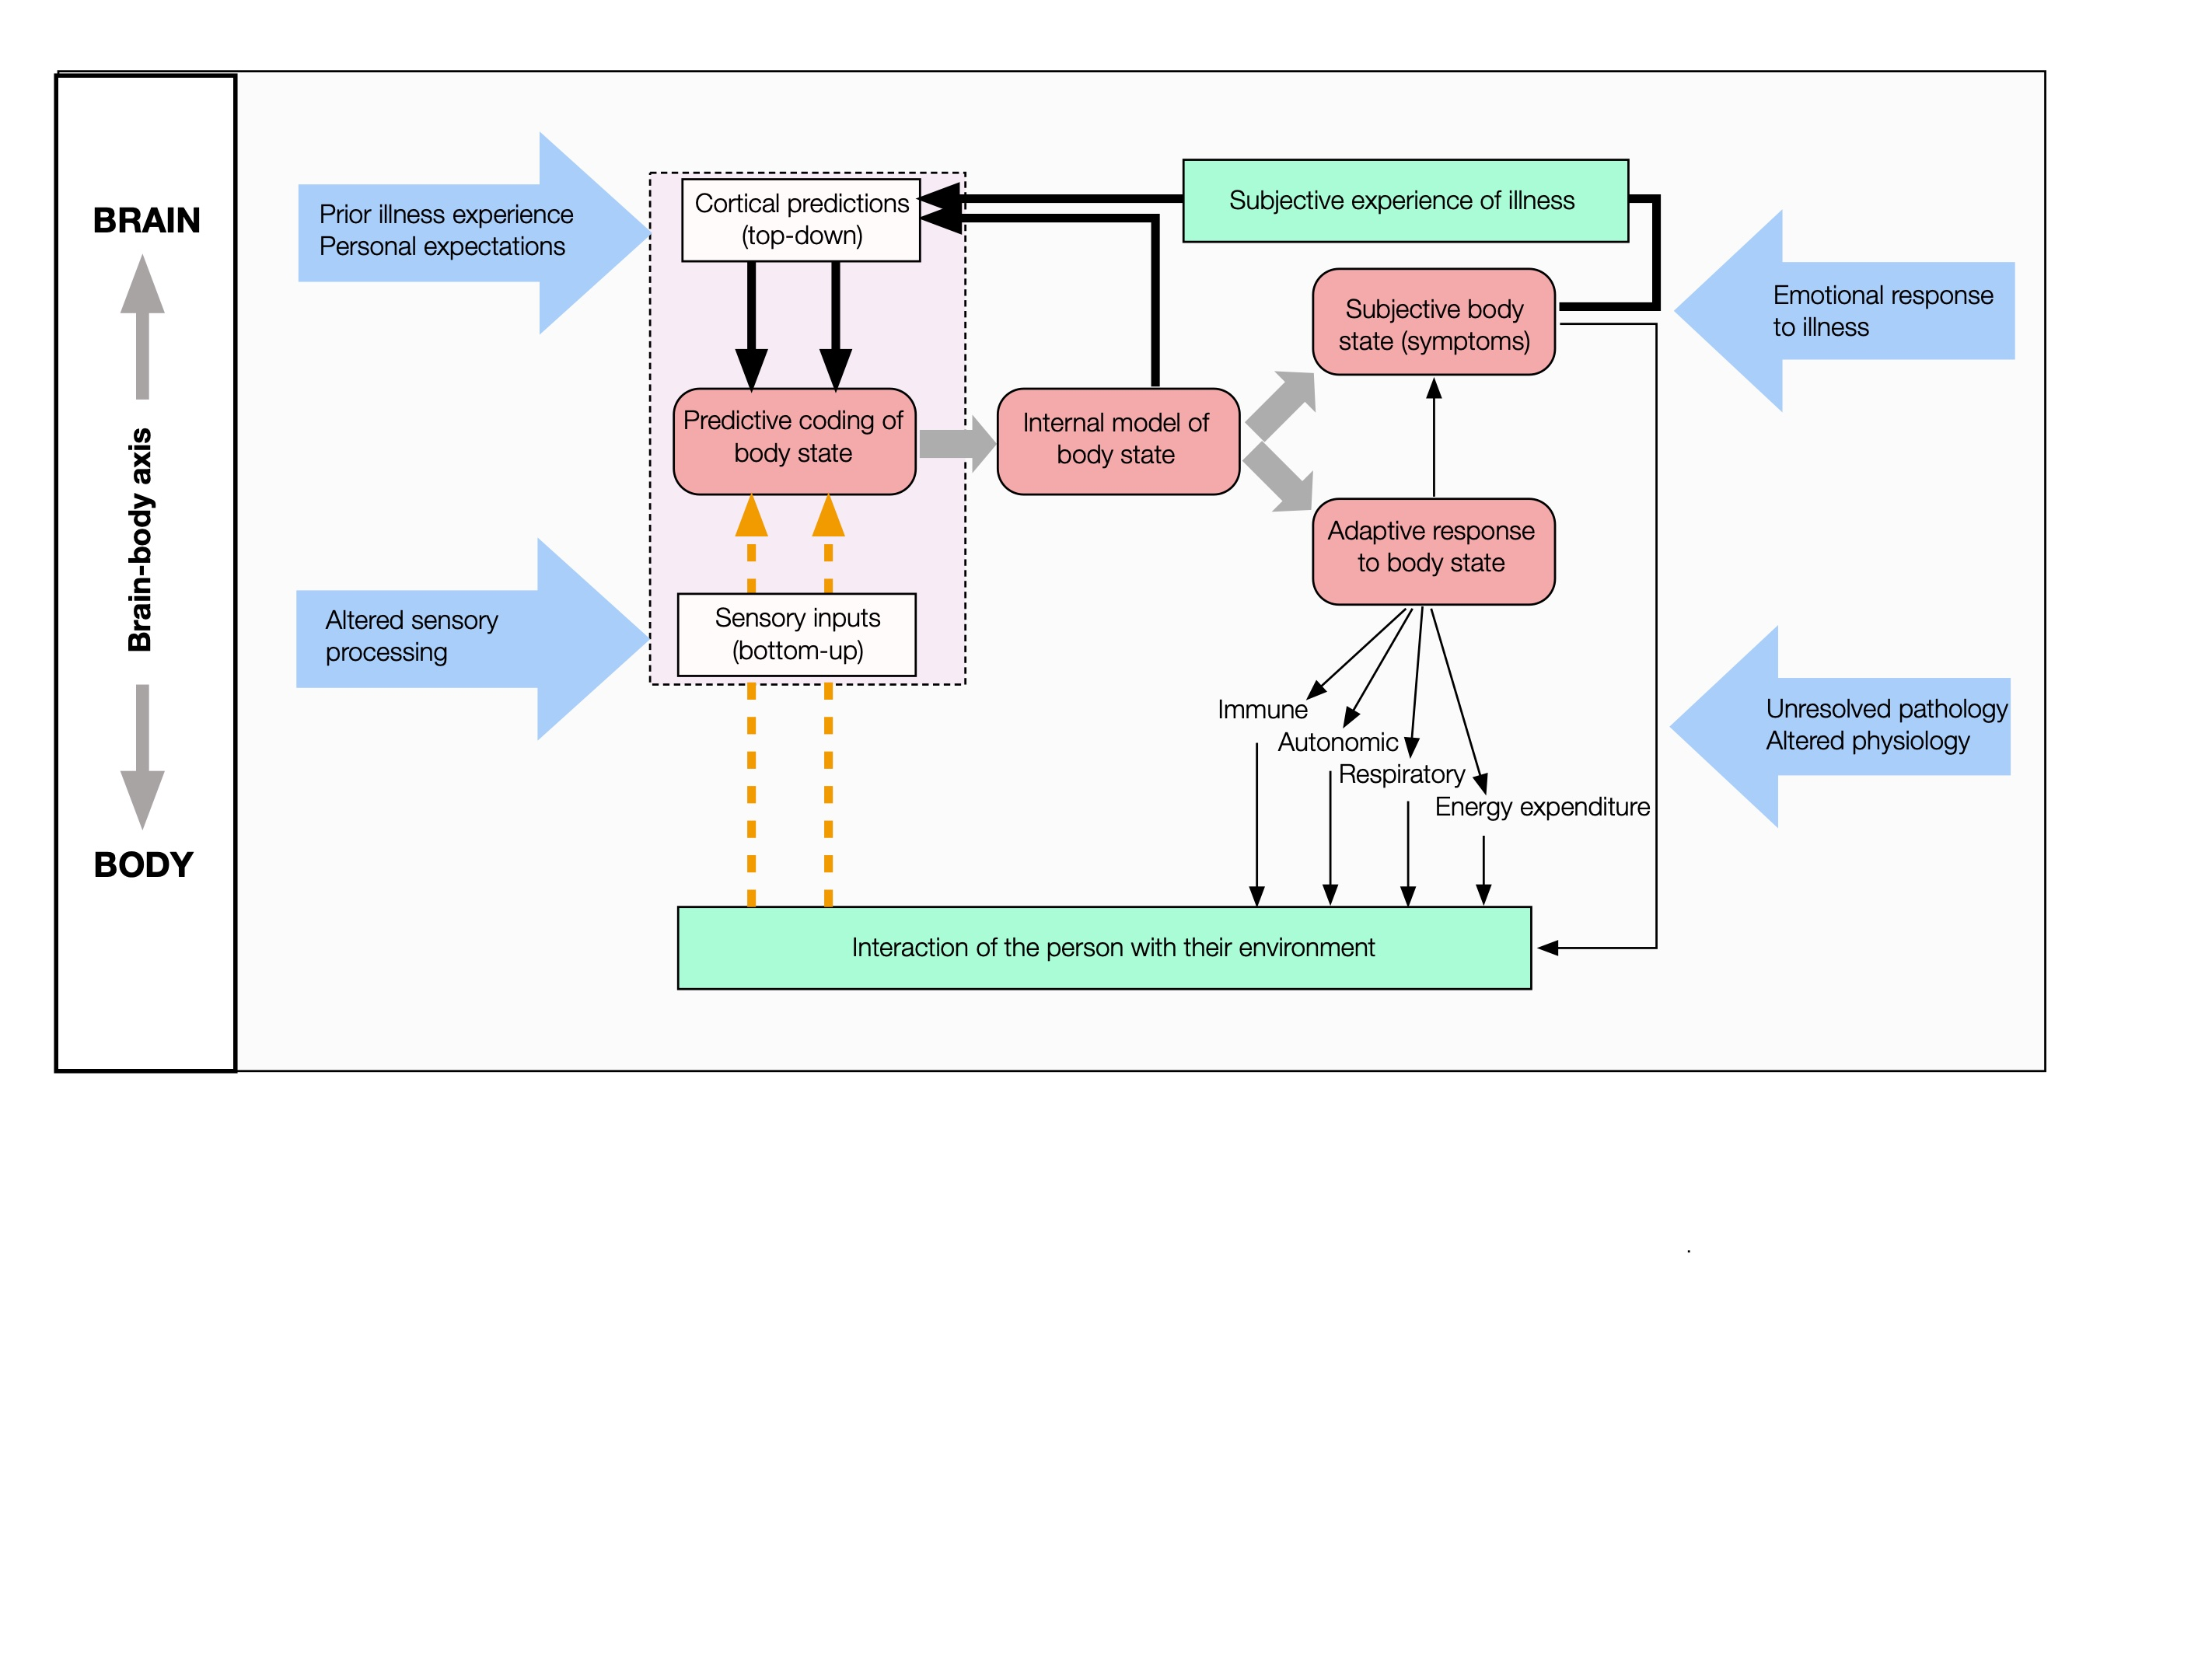 BRAIN
Brain-body axis
BODY
Prior illness experience
Personal expectations
Altered sensory
processing
Cortical predictions
(top-down)
Predictive coding of
body state
Sensory inputs
(bottom-up)
Internal model of
body state
Subjective experience of illness
Subjective body
state (symptoms)
Adaptive response
to body state
Immune
Autonomic
Respiratory
Energy expenditure
Interaction of the person with their environment
Emotional response
to illness
Unresolved pathology
Altered physiology